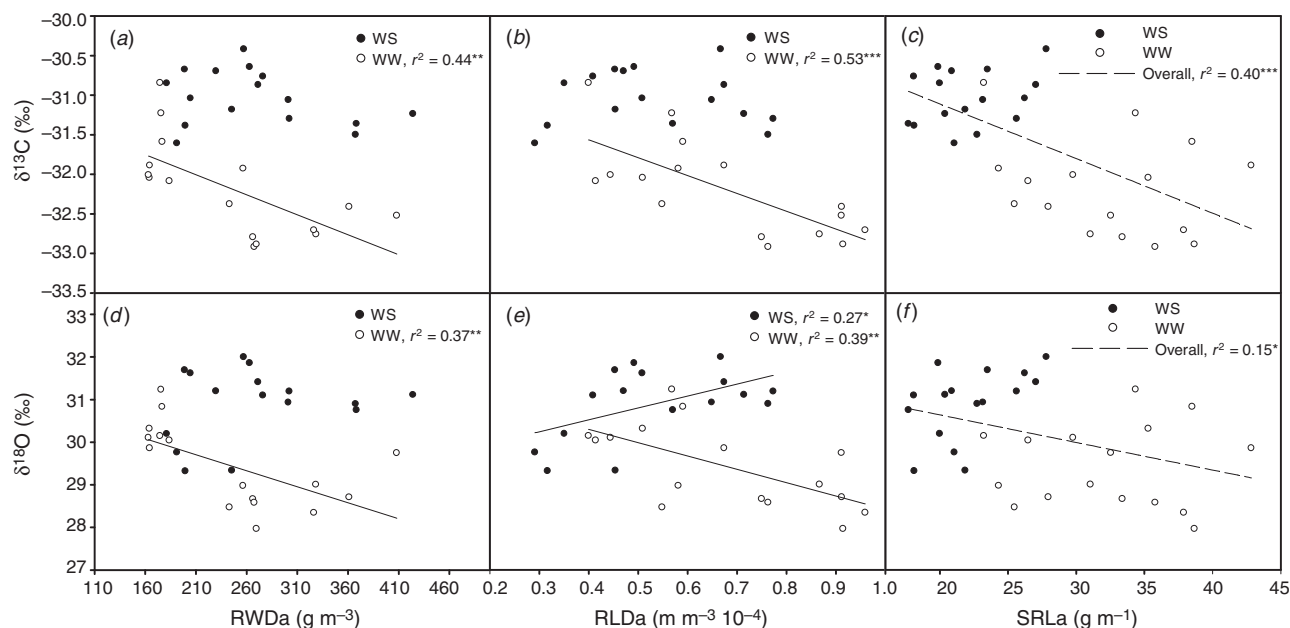 (a)
WS
WW, r² = 0.44**
(b)
WS
WW, r² = 0.53***
(c)
WS
WW
Overall, r² = 0.40***
δ¹³C (‰)
–30.0
–30.5
–31.0
–31.5
–32.0
–32.5
–33.0
–33.5
(d)
WS
WW, r² = 0.37**
(e)
WS, r² = 0.27*
WW, r² = 0.39**
(f)
WS
WW
Overall, r² = 0.15*
δ¹⁸O (‰)
33
32
31
30
29
28
27
110 160 210 260 310 360 410 460
0.2 0.3 0.4 0.5 0.6 0.7 0.8 0.9 1.0
20 25 30 35 40 45
RWDa (g m⁻³)
RLDa (m m⁻³ 10⁻⁴)
SRLa (g m⁻¹)